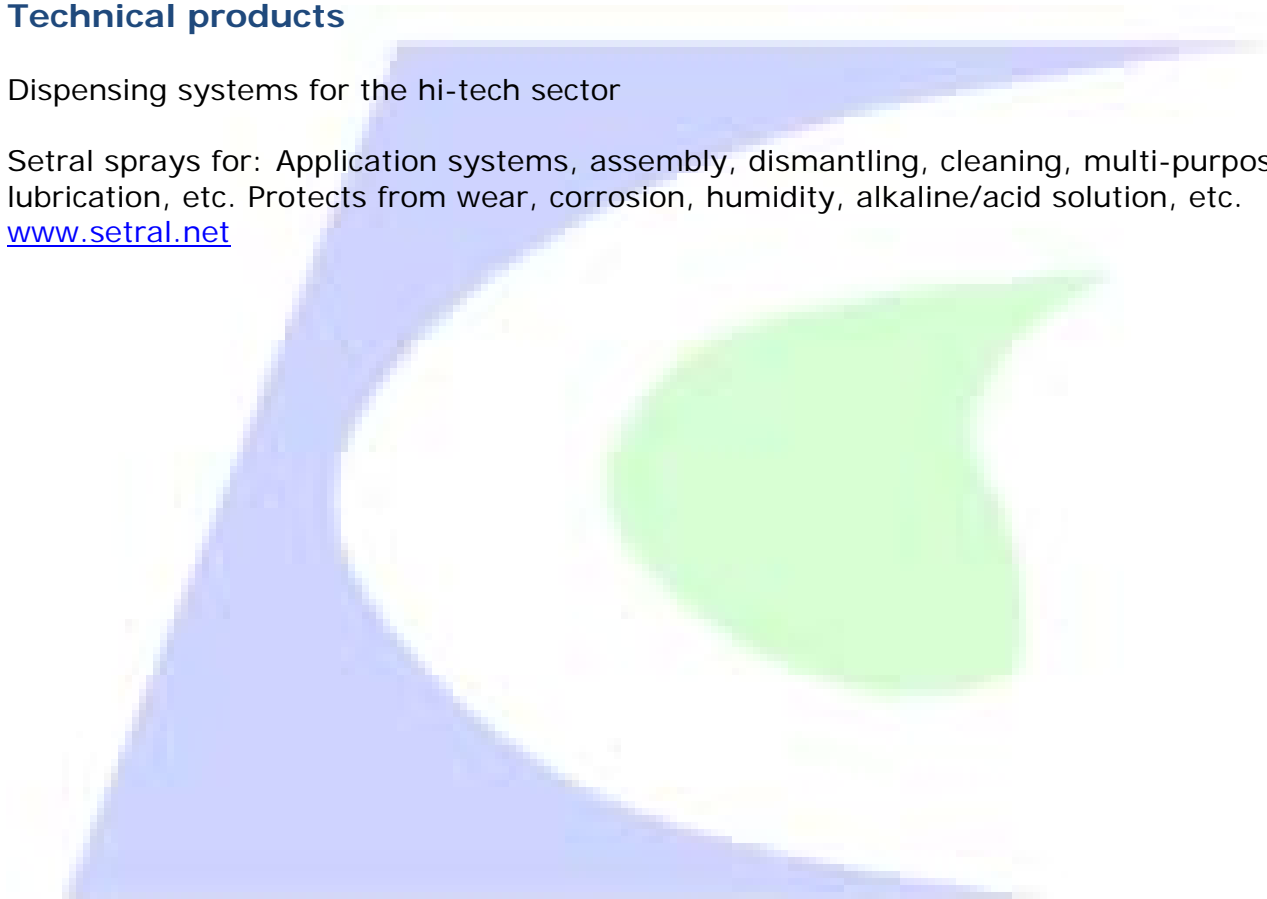 Technical products
Dispensing systems for the hi-tech sector
Setral sprays for: Application systems, assembly, dismantling, cleaning, multi-purpos
lubrication, etc. Protects from wear, corrosion, humidity, alkaline/acid solution, etc.
www.setral.net